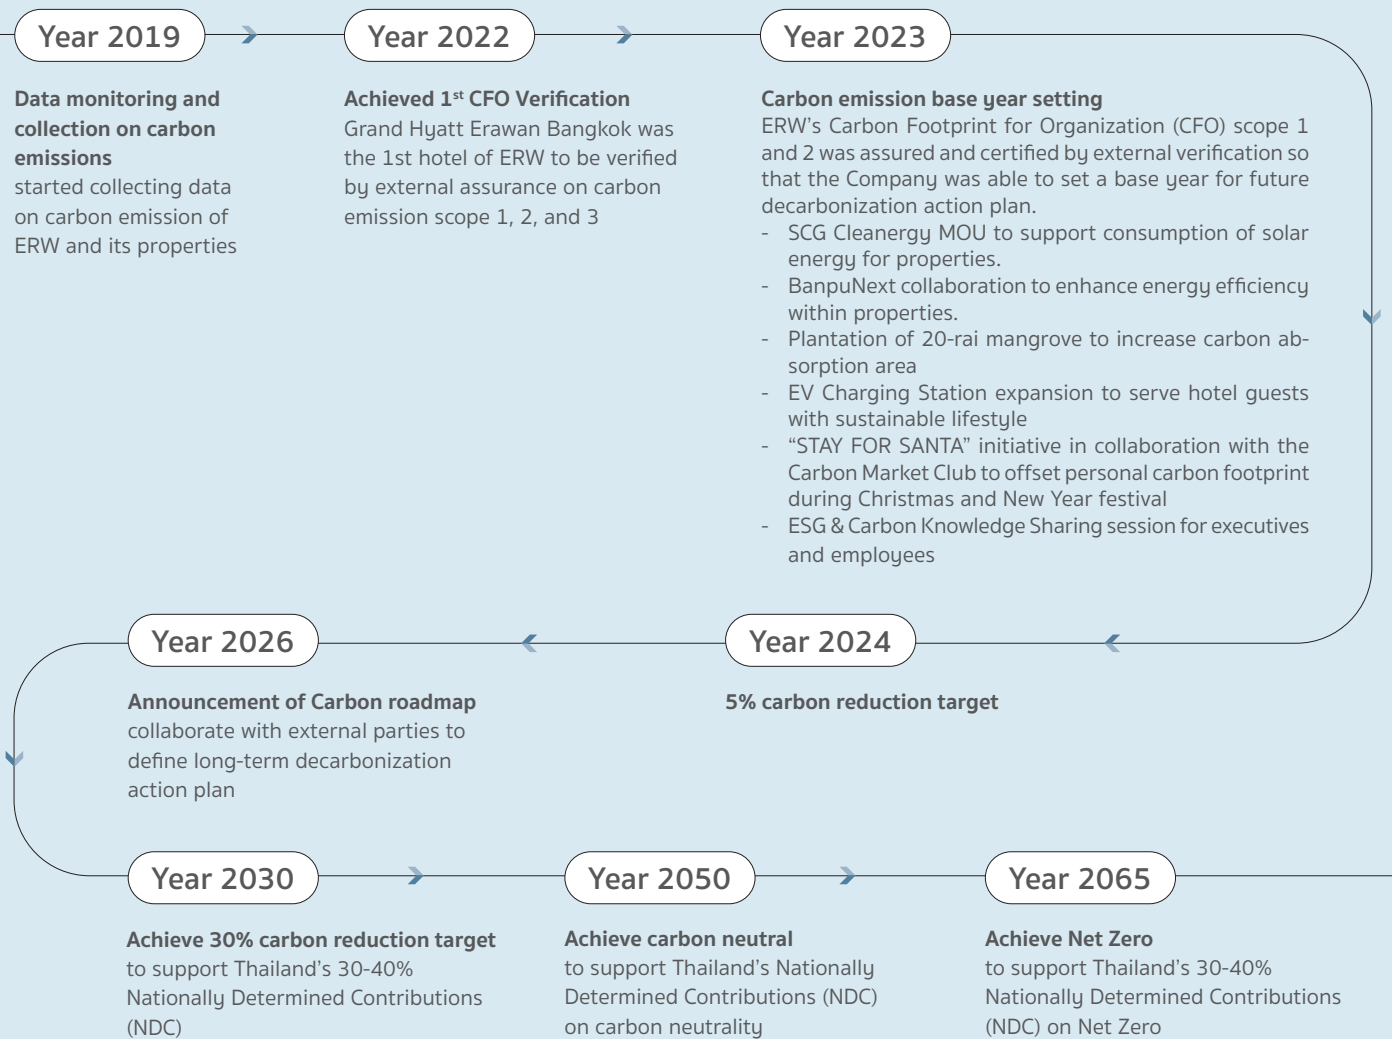 Year 2019
Year 2022
Year 2023
Data monitoring and
collection on carbon
emissions
started collecting data
on carbon emission of
ERW and its properties
Achieved 1st CFO Verification
Grand Hyatt Erawan Bangkok was
the 1st hotel of ERW to be verified
by external assurance on carbon
emission scope 1, 2, and 3
Carbon emission base year setting
ERW's Carbon Footprint for Organization (CFO) scope 1
and 2 was assured and certified by external verification so
that the Company was able to set a base year for future
decarbonization action plan.
- SCG Cleanergy MOU to support consumption of solar
energy for properties.
- BanpuNext collaboration to enhance energy efficiency
within properties.
- Plantation of 20-rai mangrove to increase carbon ab-
sorption area
- EV Charging Station expansion to serve hotel guests
with sustainable lifestyle
- “STAY FOR SANTA” initiative in collaboration with the
Carbon Market Club to offset personal carbon footprint
during Christmas and New Year festival
- ESG & Carbon Knowledge Sharing session for executives
and employees
Year 2026
Year 2024
Announcement of Carbon roadmap
collaborate with external parties to
define long-term decarbonization
action plan
5% carbon reduction target
Year 2030
Year 2050
Year 2065
Achieve 30% carbon reduction target
to support Thailand's 30-40%
Nationally Determined Contributions
(NDC)
Achieve carbon neutral
to support Thailand's Nationally
Determined Contributions (NDC)
on carbon neutrality
Achieve Net Zero
to support Thailand's 30-40%
Nationally Determined Contributions
(NDC) on Net Zero